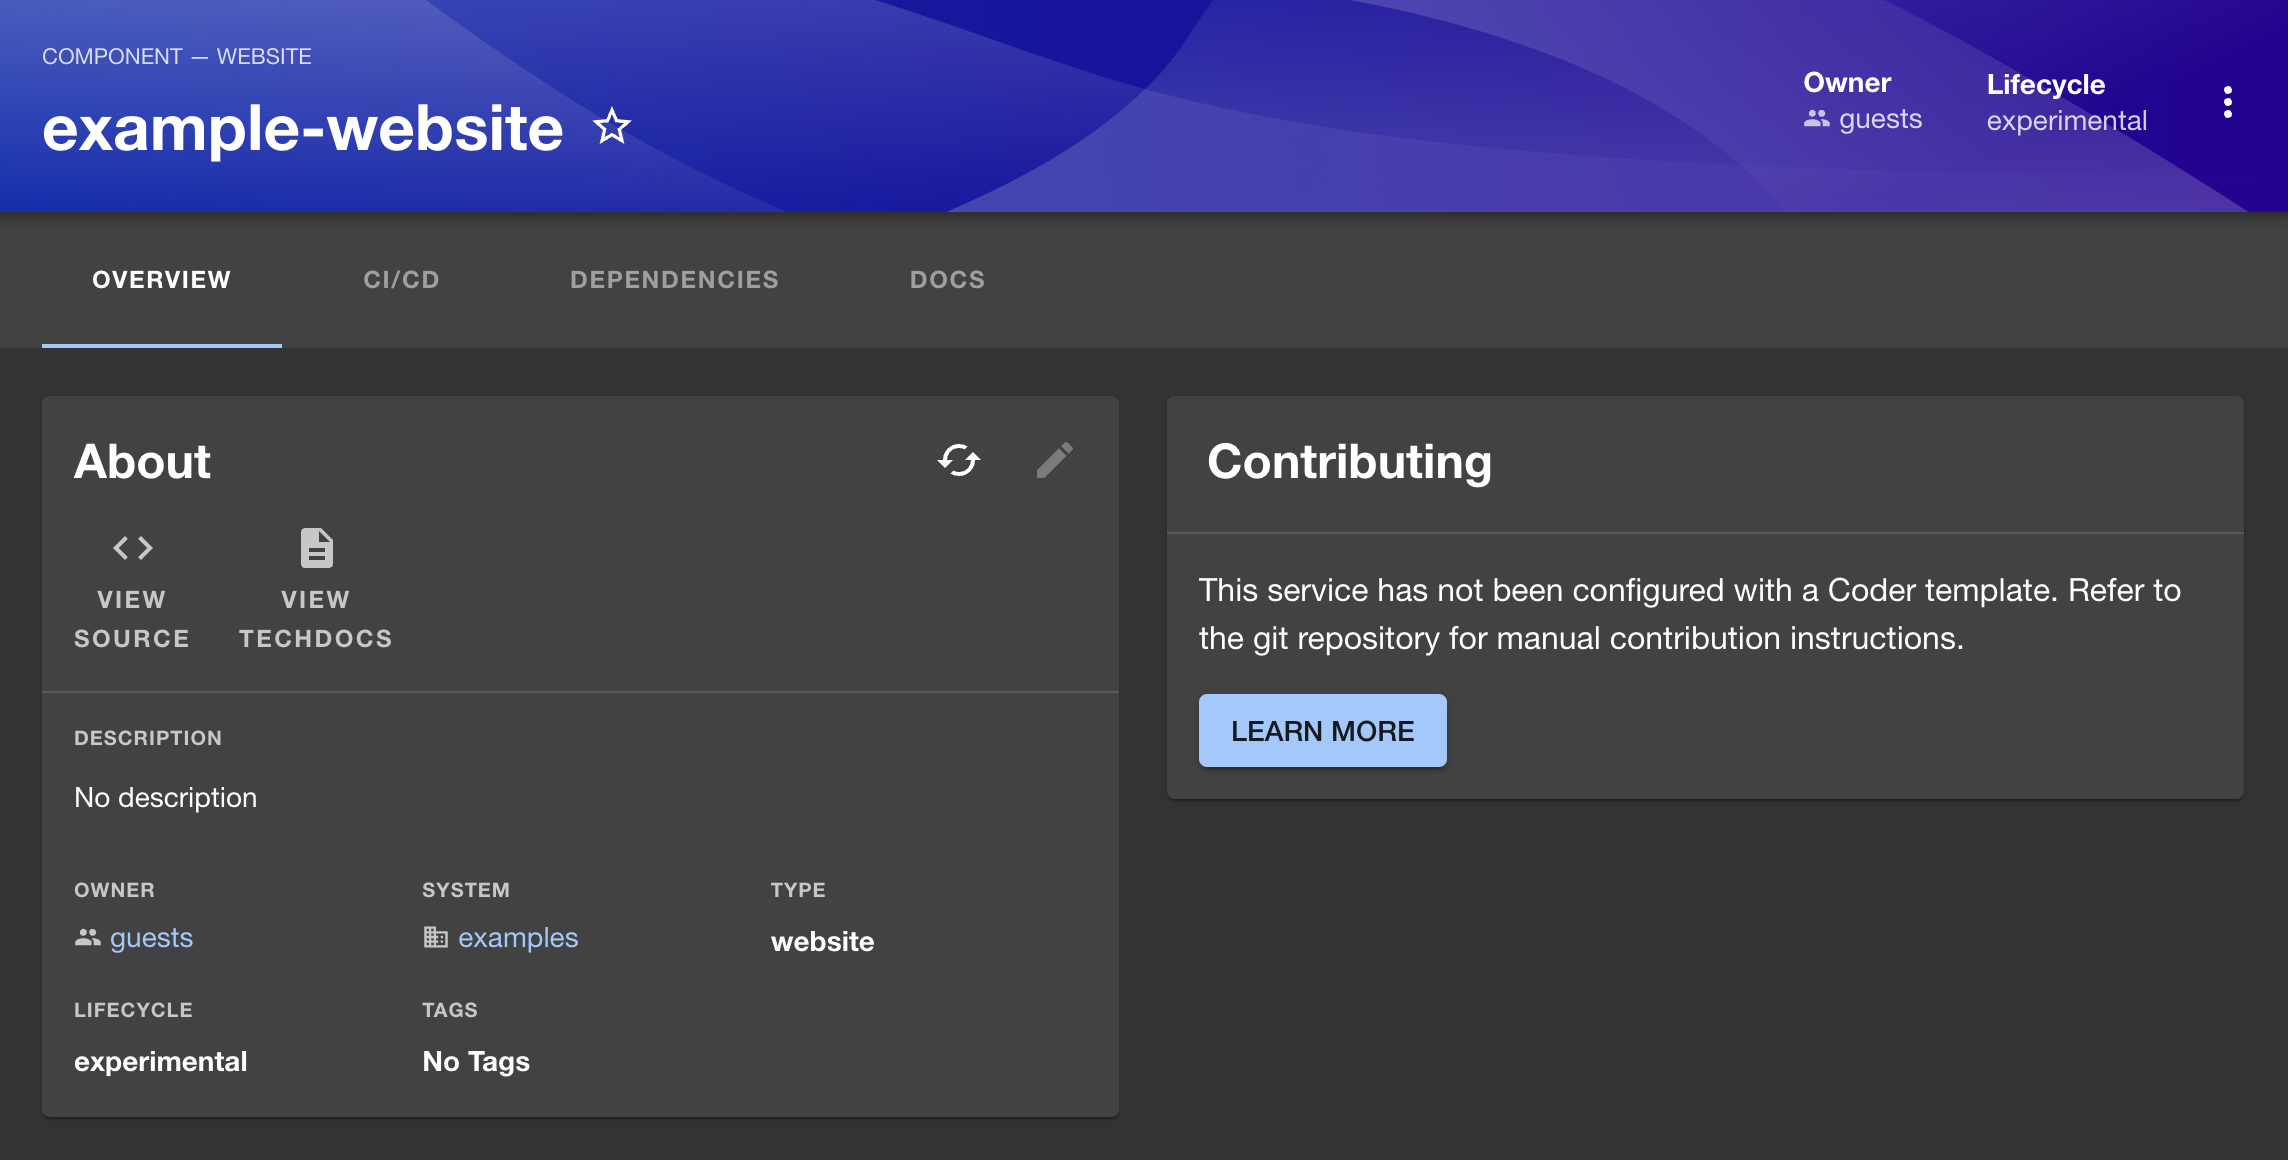 COMPONENT — WEBSITE
example-website
Owner
guests
Lifecycle
experimental
OVERVIEW
CI/CD
DEPENDENCIES
DOCS
About
VIEW
SOURCE
VIEW
TECHDOCS
DESCRIPTION
No description
OWNER
guests
SYSTEM
examples
TYPE
website
LIFECYCLE
experimental
TAGS
No Tags
Contributing
This service has not been configured with a Coder template. Refer to
the git repository for manual contribution instructions.
LEARN MORE